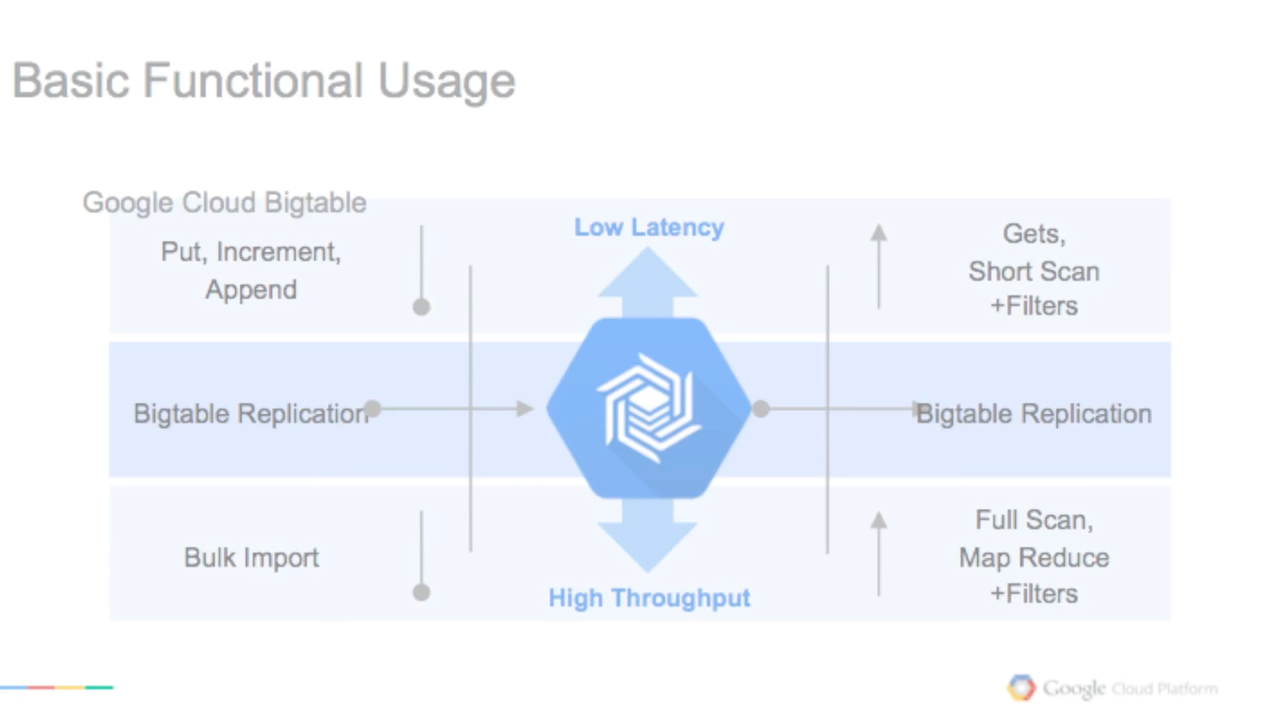 Basic Functional Usage
Google Cloud Bigtable
Put, Increment,
Append
Low Latency
Gets,
Short Scan
+Filters
Bigtable Replication
Bigtable Replication
Bulk Import
High Throughput
Full Scan,
Map Reduce
+Filters
Google Cloud Platform